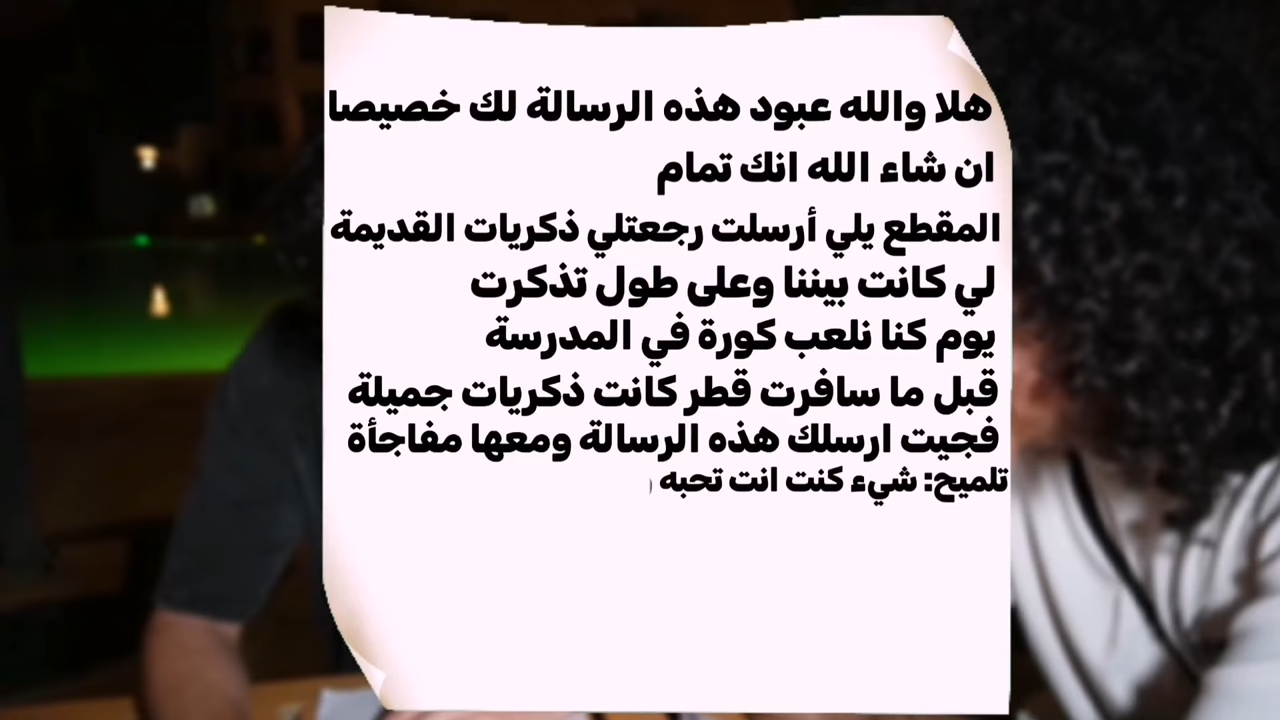 هلا والله عبود هذه الرسالة لك خصيصا
ان شاء الله انك تمام
المقطع يلي أرسلت رجعتلي ذكريات القديمة
لي كانت بيننا وعلى طول تذكرت
يوم كنا نلعب كورة في المدرسة
قبل ما سافرت قطر كانت ذكريات جميلة
فجيت ارسلك هذه الرسالة ومعها مفاجأة
تلميح: شيء كنت انت تحبه